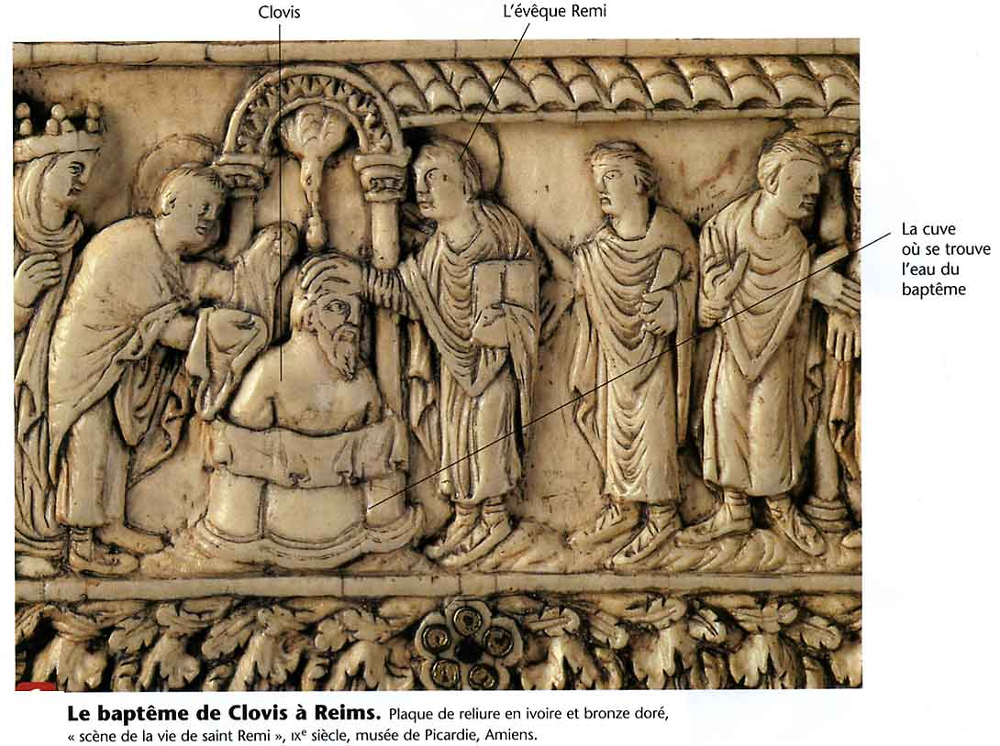 Clovis
L'évêque Remi
La cuve
où se trouve
l'eau du
baptême
Le baptême de Clovis à Reims. Plaque de reliure en ivoire et bronze doré,
« scène de la vie de saint Remi », IXe siècle, musée de Picardie, Amiens.